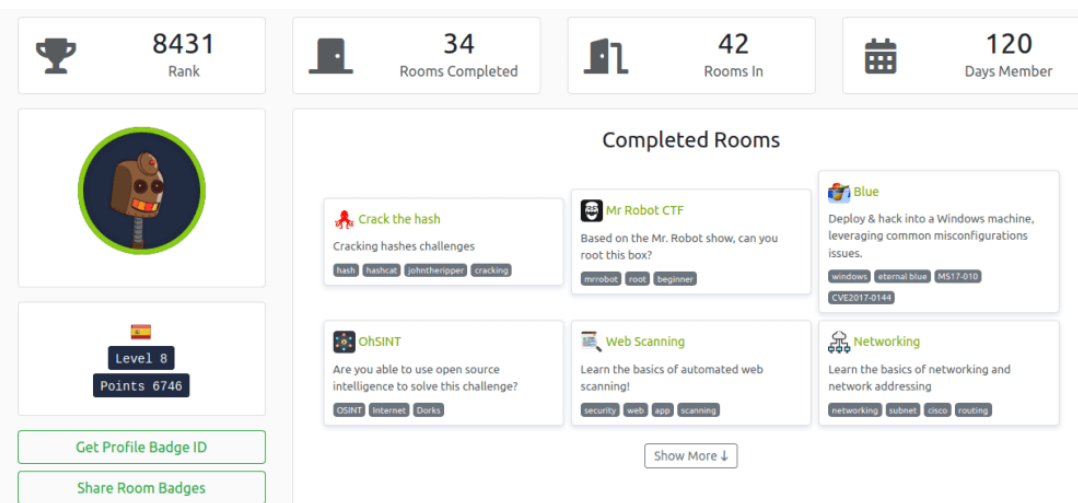 8431
Rank
34
Rooms Completed
42
Rooms In
120
Days Member
Level 8
Points 6746
Get Profile Badge ID
Share Room Badges
Completed Rooms
Crack the hash
Cracking hashes challenges
hash hashcat johntheripper cracking
Mr Robot CTF
Based on the Mr. Robot show, can you
root this box?
mrrobot root beginner
Blue
Deploy & hack into a Windows machine,
leveraging common misconfigurations
issues.
windows eternal blue MS17-010
CVE2017-0144
OhSINT
Are you able to use open source
intelligence to solve this challenge?
OSINT Internet Dorks
Web Scanning
Learn the basics of automated web
scanning!
security web app scanning
Networking
Learn the basics of networking and
network addressing
networking subnet cisco routing
Show More ↓